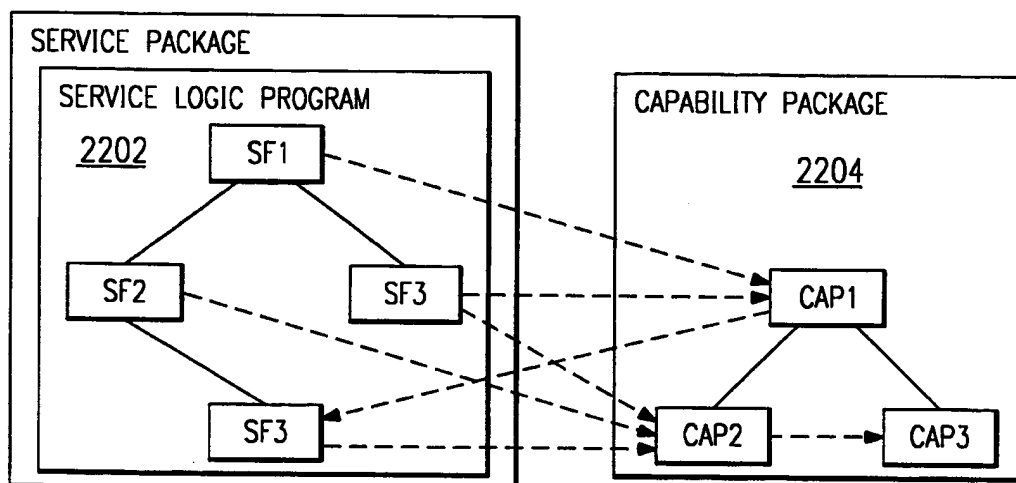 SERVICE PACKAGE
SERVICE LOGIC PROGRAM
2202
SF1
SF2
SF3
SF3
CAPABILITY PACKAGE
2204
CAP1
CAP2
CAP3